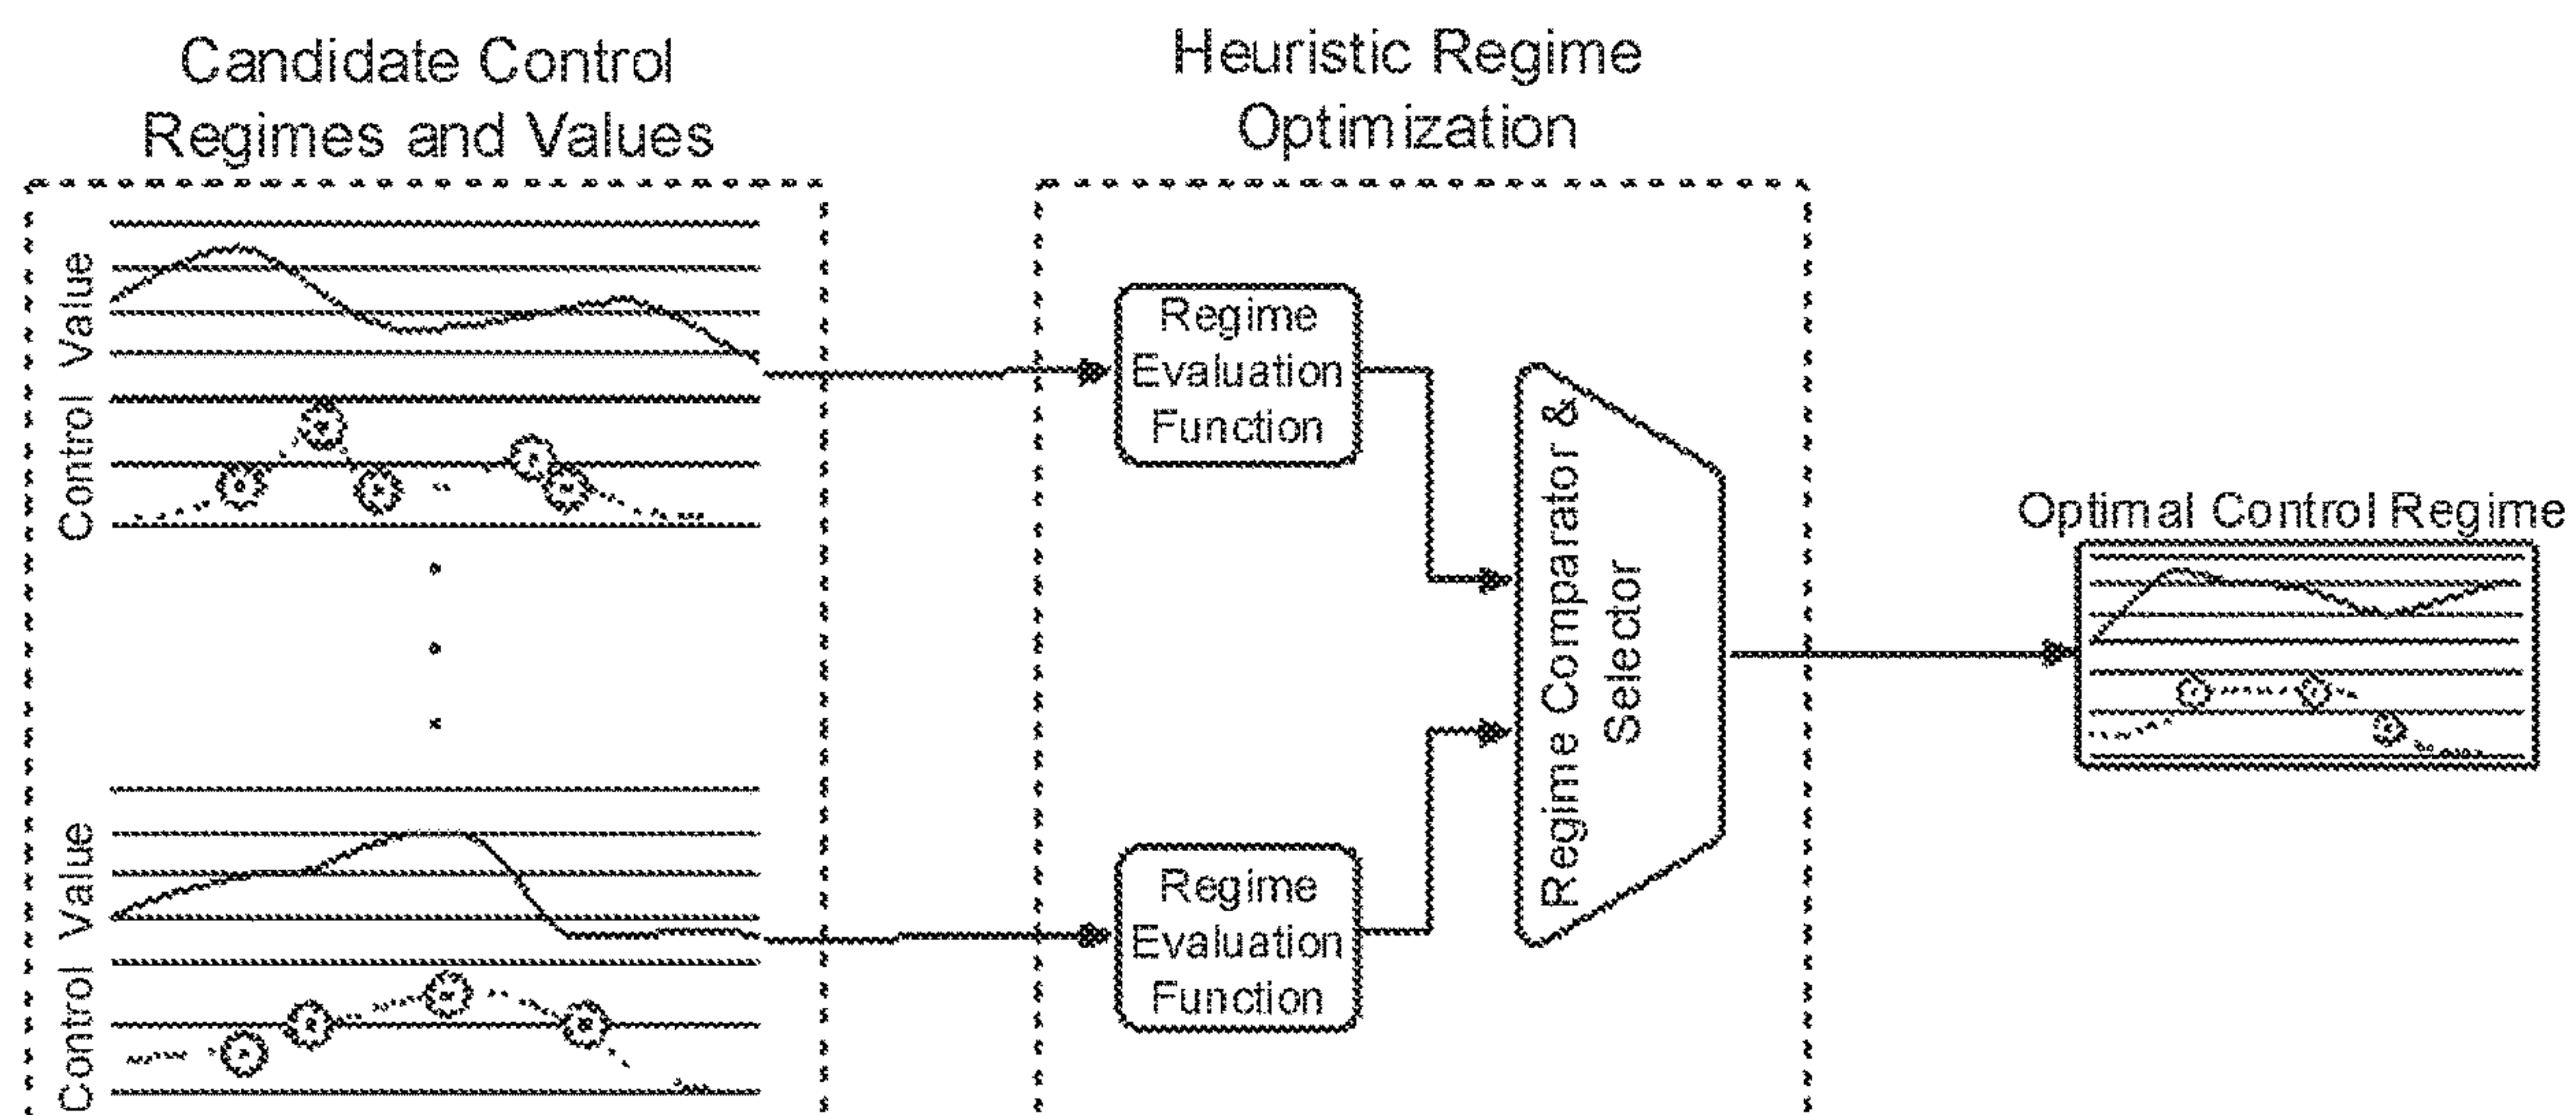 Candidate Control
Regimes and Values
Heuristic Regime
Optimization
Control Value
Regime
Evaluation
Function
Regime Comparator &
Selector
Optimal Control Regime
Control Value
Regime
Evaluation
Function